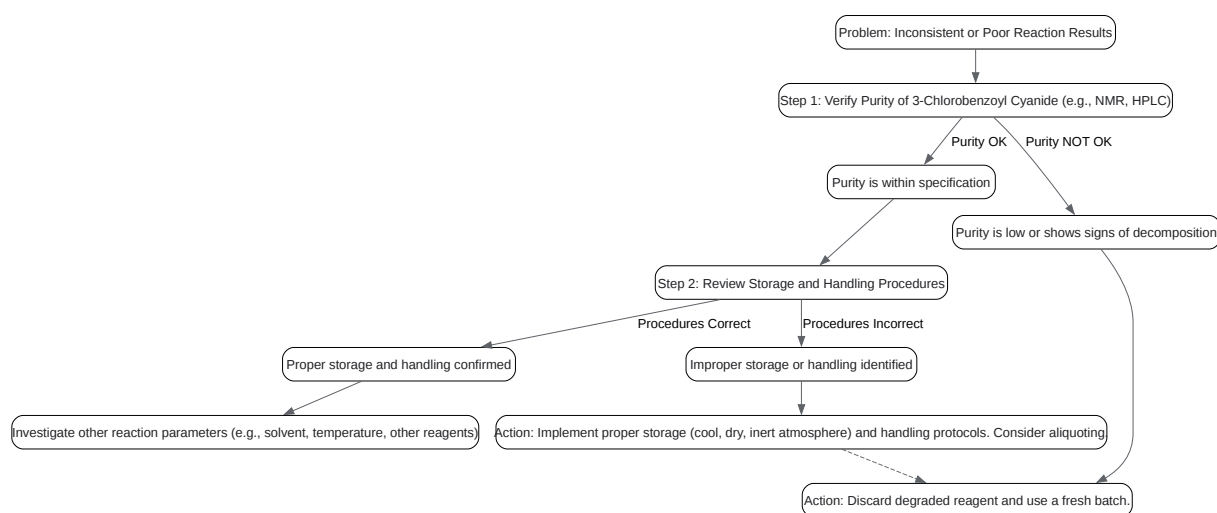 Problem: Inconsistent or Poor Reaction Results
Step 1: Verify Purity of 3-Chlorobenzoyl Cyanide (e.g., NMR, HPLC)
Purity OK
Purity NOT OK
Purity is within specification
Purity is low or shows signs of decomposition
Step 2: Review Storage and Handling Procedures
Procedures Correct
Procedures Incorrect
Proper storage and handling confirmed
Improper storage or handling identified
Investigate other reaction parameters (e.g., solvent, temperature, other reagents)
Action: Implement proper storage (cool, dry, inert atmosphere) and handling protocols. Consider aliquoting.
Action: Discard degraded reagent and use a fresh batch.